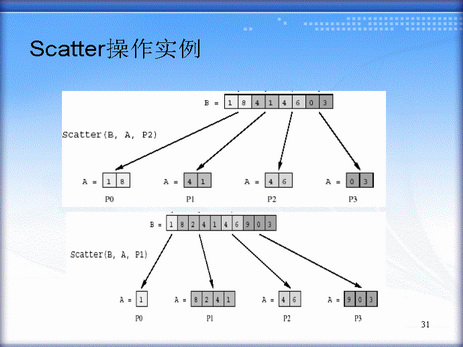 Scatter操作实例
B = 1 8 4 1 4 6 0 3
Scatter(B, A, P2)
A = 1 8 A = 4 1 A = 4 6 A = 0 3
P0 P1 P2 P3
B = 1 8 2 4 1 4 6 9 0 3
Scatter(B, A, P1)
A = 1 A = 8 2 4 1 A = 4 6 A = 9 0 3
P0 P1 P2 P3
31